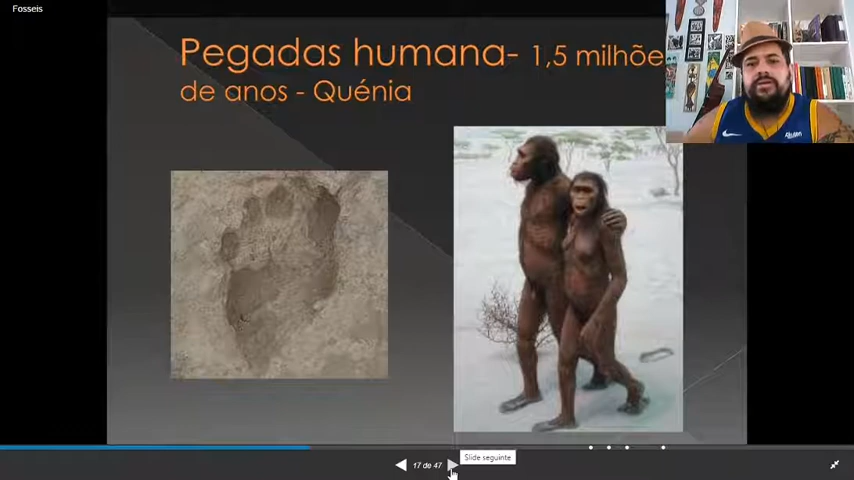 Fosseis
Pegadas humana- 1,5 milhõe
de anos - Quénia
17 de 47
Slide seguinte